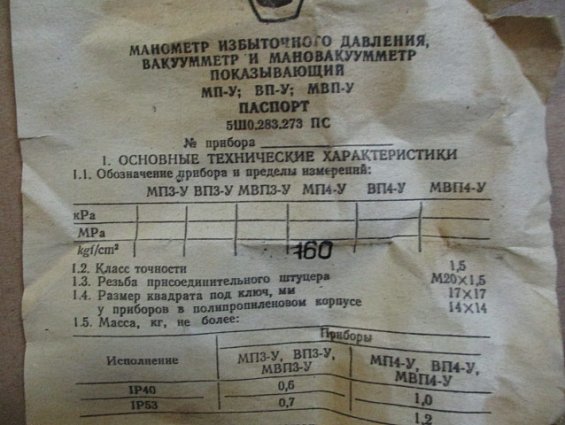 МАНОМЕТР ИЗБЫТОЧНОГО ДАВЛЕНИЯ,
ВАКУУММЕТР И МАНОВАКУУММЕТР
ПОКАЗЫВАЮЩИЙ
МП-У; ВП-У; МВП-У
ПАСПОРТ
5Ш0.283.273 ПС
№ прибора
1. ОСНОВНЫЕ ТЕХНИЧЕСКИЕ ХАРАКТЕРИСТИКИ
1.1. Обозначение прибора и пределы измерений:
МП3-У ВП3-У МВП3-У МП4-У ВП4-У МВП4-У
кРа
МРа
kgf/cm² 160
1.2. Класс точности 1,5
1.3. Резьба присоединительного штуцера М20×1,5
1.4. Размер квадрата под ключ, мм 17×17
у приборов в полипропиленовом корпусе 14×14
1.5. Масса, кг, не более:
Приборы
Исполнение МП3-У, ВП3-У, МВП3-У МП4-У, ВП4-У, МВП4-У
IP40 0,6 1,0
IP53 0,7 1,2